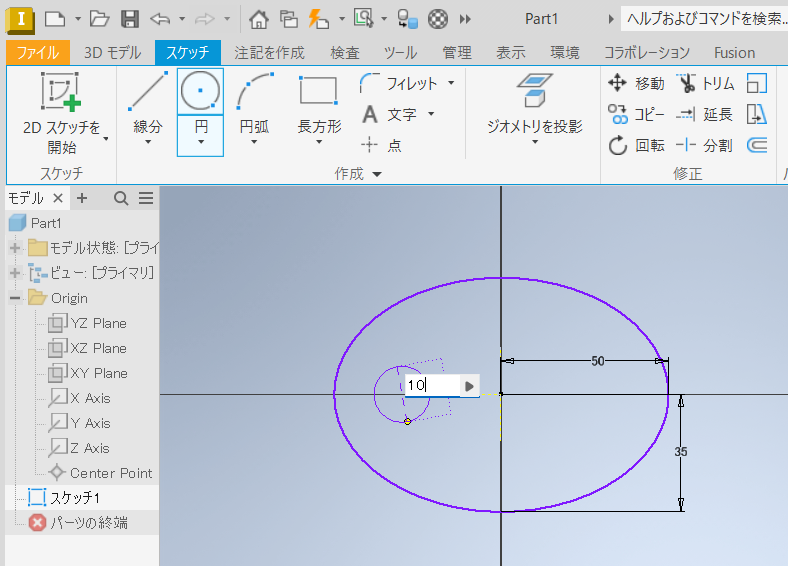 I Part1 ヘルプおよびコマンドを検索...
ファイル 3D モデル スケッチ 注記を作成 検査 ツール 管理 表示 環境 コラボレーション Fusion
2D スケッチを
開始
線分 円 円弧 長方形
フィレット
A 文字
点
ジオメトリを投影
移動 トリム
コピー 延長
回転 分割
スケッチ 作成 修正
モデル
Part1
モデル状態: [プライ
ビュー: [プライマリ]
Origin
YZ Plane
XZ Plane
XY Plane
X Axis
Y Axis
Z Axis
Center Point
スケッチ1
パーツの終端
50
10
35